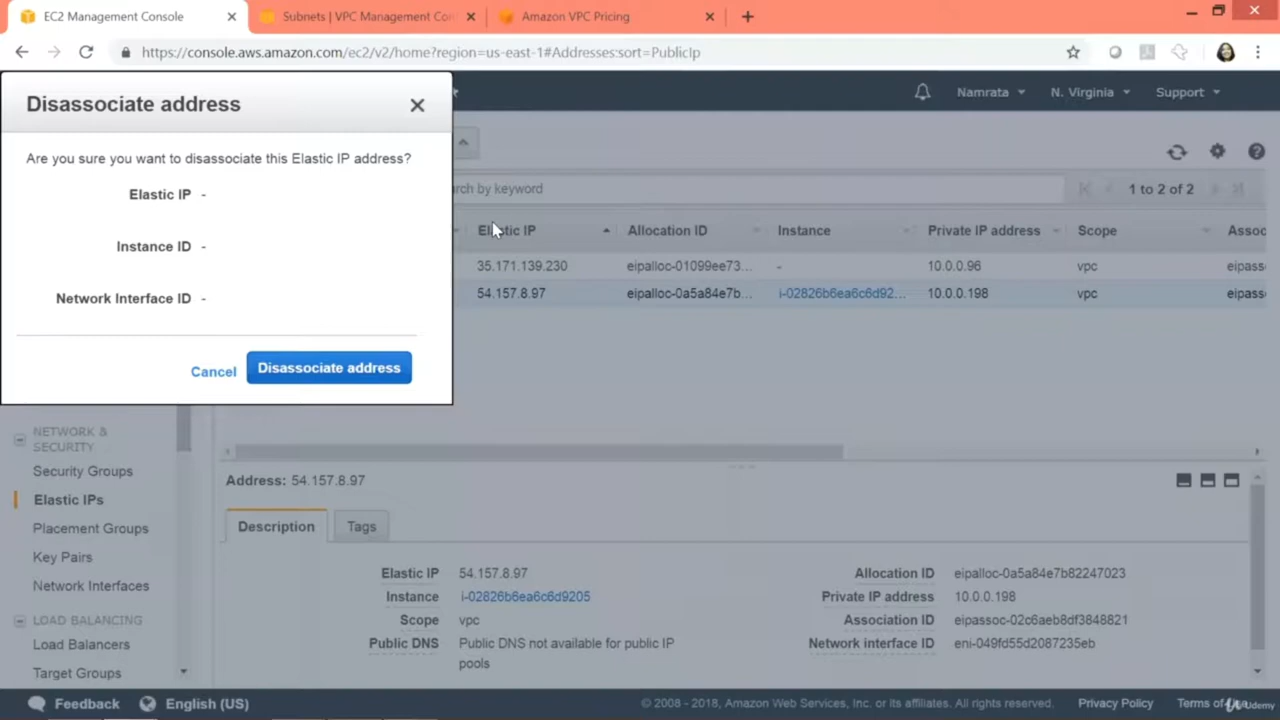 EC2 Management Console
Subnets | VPC Management Con
Amazon VPC Pricing
https://console.aws.amazon.com/ec2/v2/home?region=us-east-1#Addresses:sort=PublicIp
Disassociate address
Namrata
N. Virginia
Support
Are you sure you want to disassociate this Elastic IP address?
Elastic IP -
Instance ID -
Network Interface ID -
Cancel
Disassociate address
rch by keyword
1 to 2 of 2
Elastic IP
Allocation ID
Instance
Private IP address
Scope
Assoc
35.171.139.230 eipalloc-01099ee73... - 10.0.0.96 vpc eipass
54.157.8.97 eipalloc-0a5a84e7b... i-02826b6ea6c6d92... 10.0.0.198 vpc eipass
NETWORK &
SECURITY
Security Groups
Elastic IPs
Placement Groups
Key Pairs
Network Interfaces
LOAD BALANCING
Load Balancers
Target Groups
Address: 54.157.8.97
Description
Tags
Elastic IP 54.157.8.97
Instance i-02826b6ea6c6d9205
Scope vpc
Public DNS Public DNS not available for public IP
pools
Allocation ID eipalloc-0a5a84e7b82247023
Private IP address 10.0.0.198
Association ID eipassoc-02c6aeb8df3848821
Network interface ID eni-049fd55d2087235eb
Feedback
English (US)
© 2008 - 2018, Amazon Web Services, Inc. or its affiliates. All rights reserved.
Privacy Policy
Terms of
Udemy